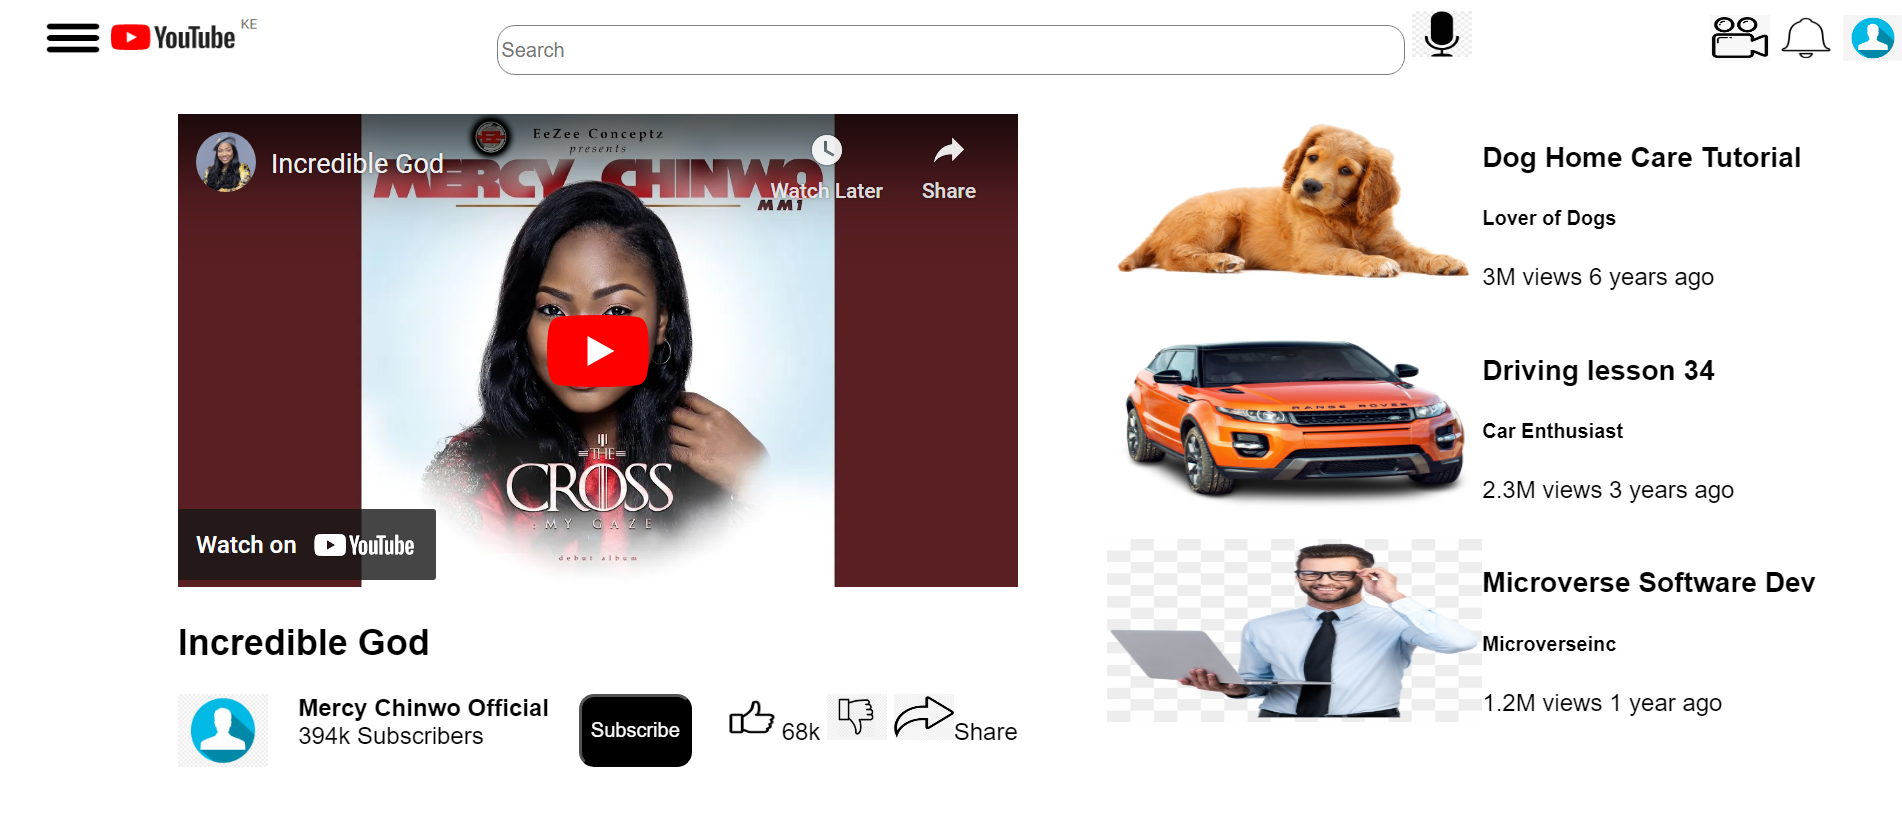 YouTube KE
Search
EeZee Conceptz
presents
MERCY CHINWO
MM1
Incredible God
Watch Later
Share
THE
CROSS
: MY GAZE
debut album
Watch on YouTube
Incredible God
Mercy Chinwo Official
394k Subscribers
Subscribe
68k
Share
Dog Home Care Tutorial
Lover of Dogs
3M views 6 years ago
RANGE ROVER
Driving lesson 34
Car Enthusiast
2.3M views 3 years ago
Microverse Software Dev
Microverseinc
1.2M views 1 year ago